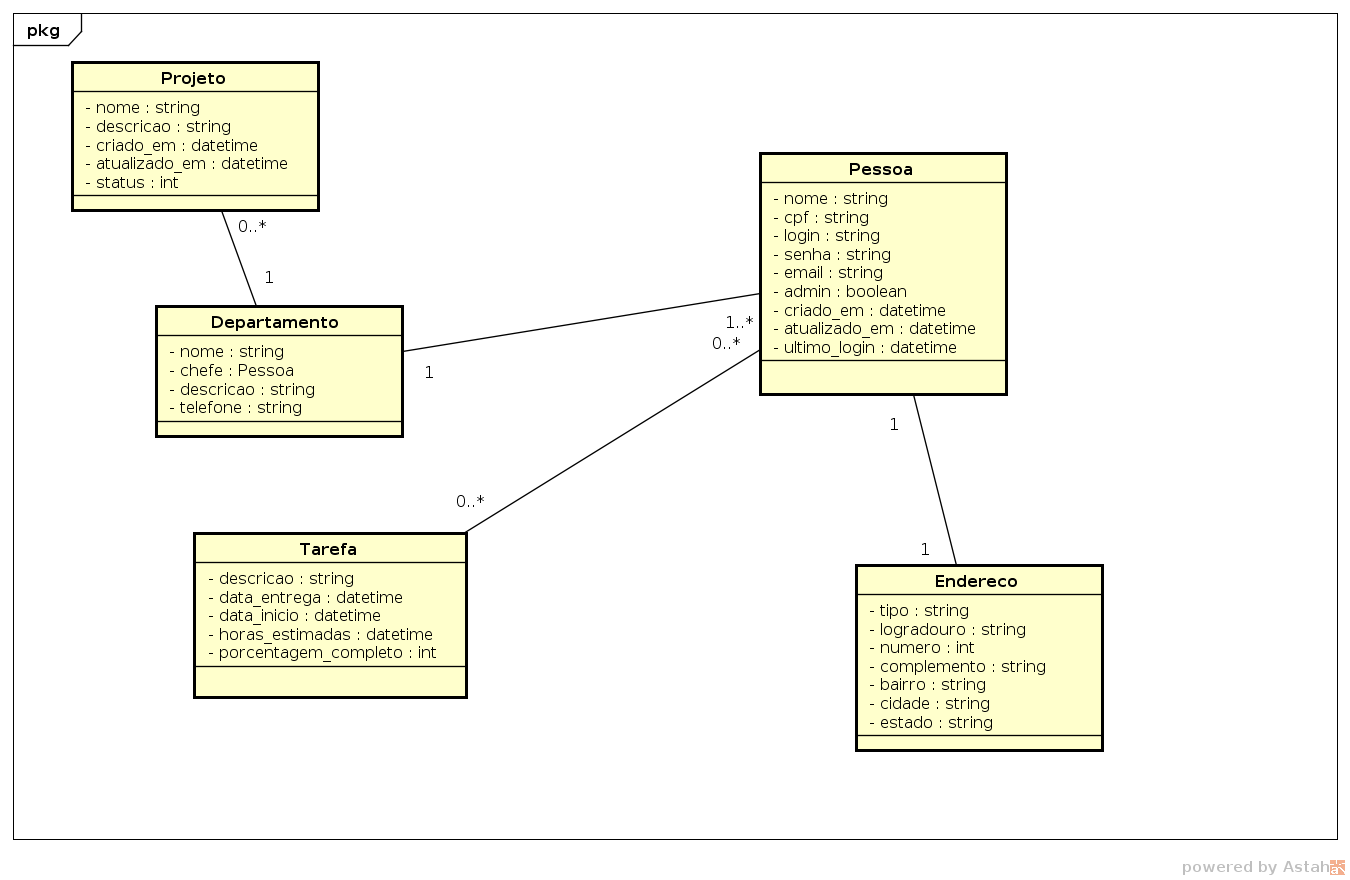 pkg
Projeto
- nome : string
- descricao : string
- criado_em : datetime
- atualizado_em : datetime
- status : int
0..*
1
Departamento
- nome : string
- chefe : Pessoa
- descricao : string
- telefone : string
1
Pessoa
- nome : string
- cpf : string
- login : string
- senha : string
- email : string
- admin : boolean
- criado_em : datetime
- atualizado_em : datetime
- ultimo_login : datetime
1..*
0..*
1
0..*
Tarefa
- descricao : string
- data_entrega : datetime
- data_inicio : datetime
- horas_estimadas : datetime
- porcentagem_completo : int
1
Endereco
- tipo : string
- logradouro : string
- numero : int
- complemento : string
- bairro : string
- cidade : string
- estado : string
powered by Astah